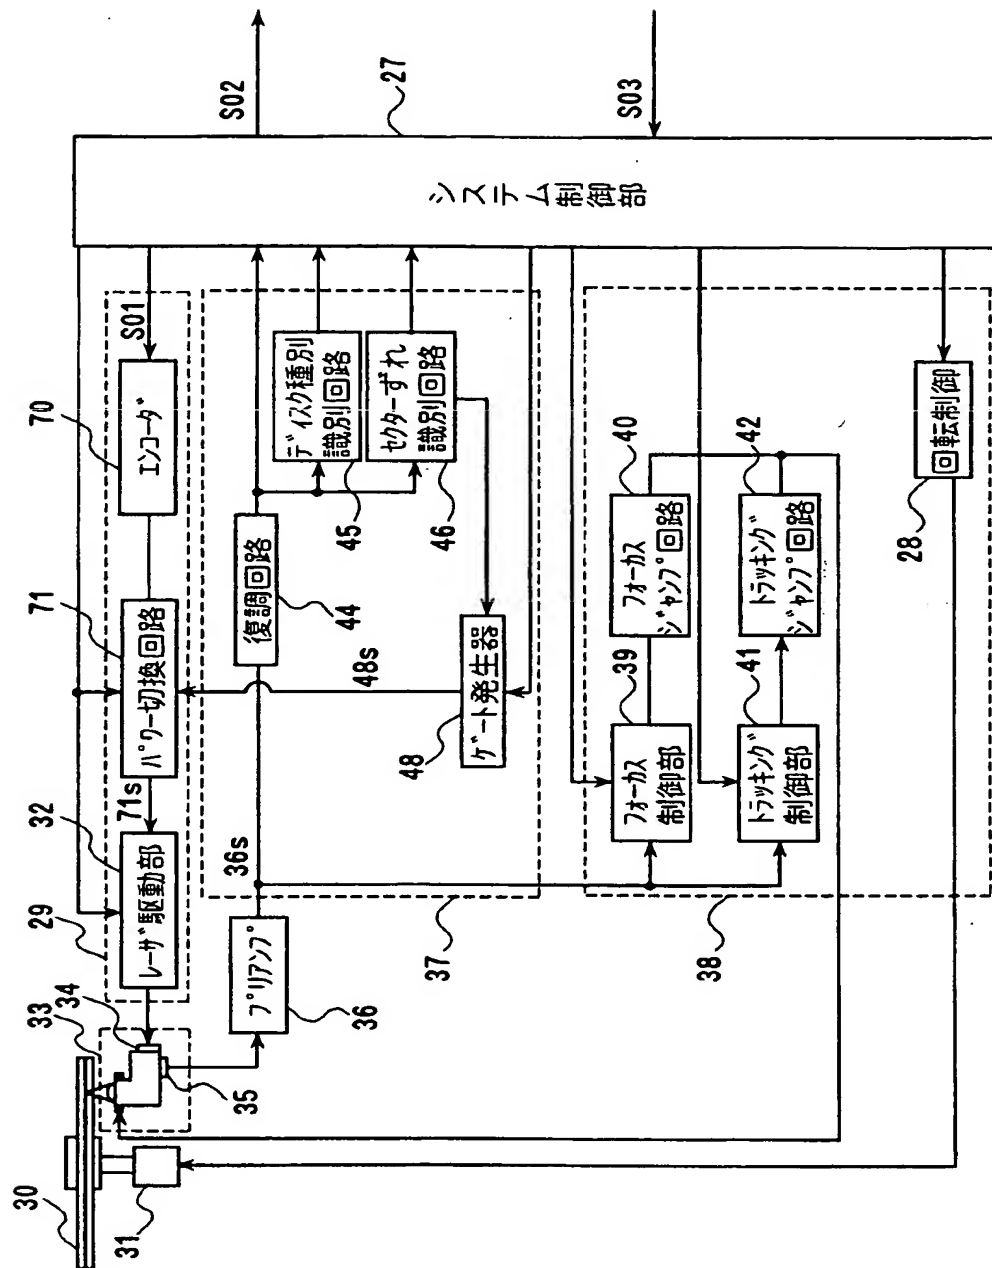 30
31
33
34
35
29
32
レーザ駆動部
71s
71
パワー切換回路
70
エンコーダ
S01
プリアンプ
36
36s
復調回路
44
48s
ディスク種別
識別回路
45
セクターずれ
識別回路
46
ゲート発生器
48
37
フォーカス
制御部
39
フォーカス
ジャンプ回路
40
トラッキング
制御部
41
トラッキング
ジャンプ回路
42
38
回転制御
28
システム制御部
27
S02
S03